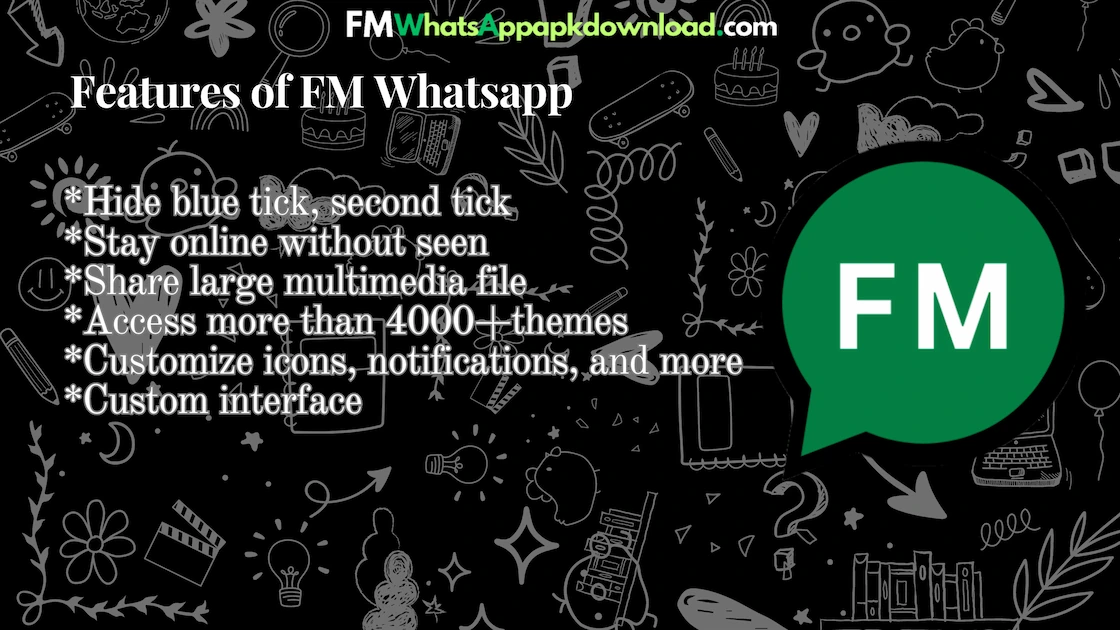 FMWhatsAppapkdownload.com
Features of FM Whatsapp
*Hide blue tick, second tick
*Stay online without seen
*Share large multimedia file
*Access more than 4000+themes
*Customize icons, notifications, and more
*Custom interface
FM